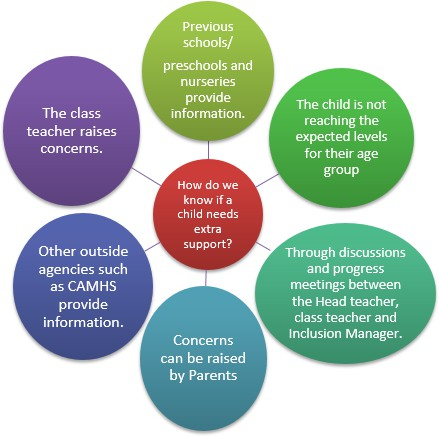 Previous
schools/
preschools and
nurseries
provide
information.
The child is not
reaching the
expected levels
for their age
group
Through discussions
and progress
meetings between
the Head teacher,
class teacher and
Inclusion Manager.
Concerns
can be raised
by Parents
Other outside
agencies such
as CAMHS
provide
information.
The class
teacher raises
concerns.
How do we
know if a
child needs
extra
support?